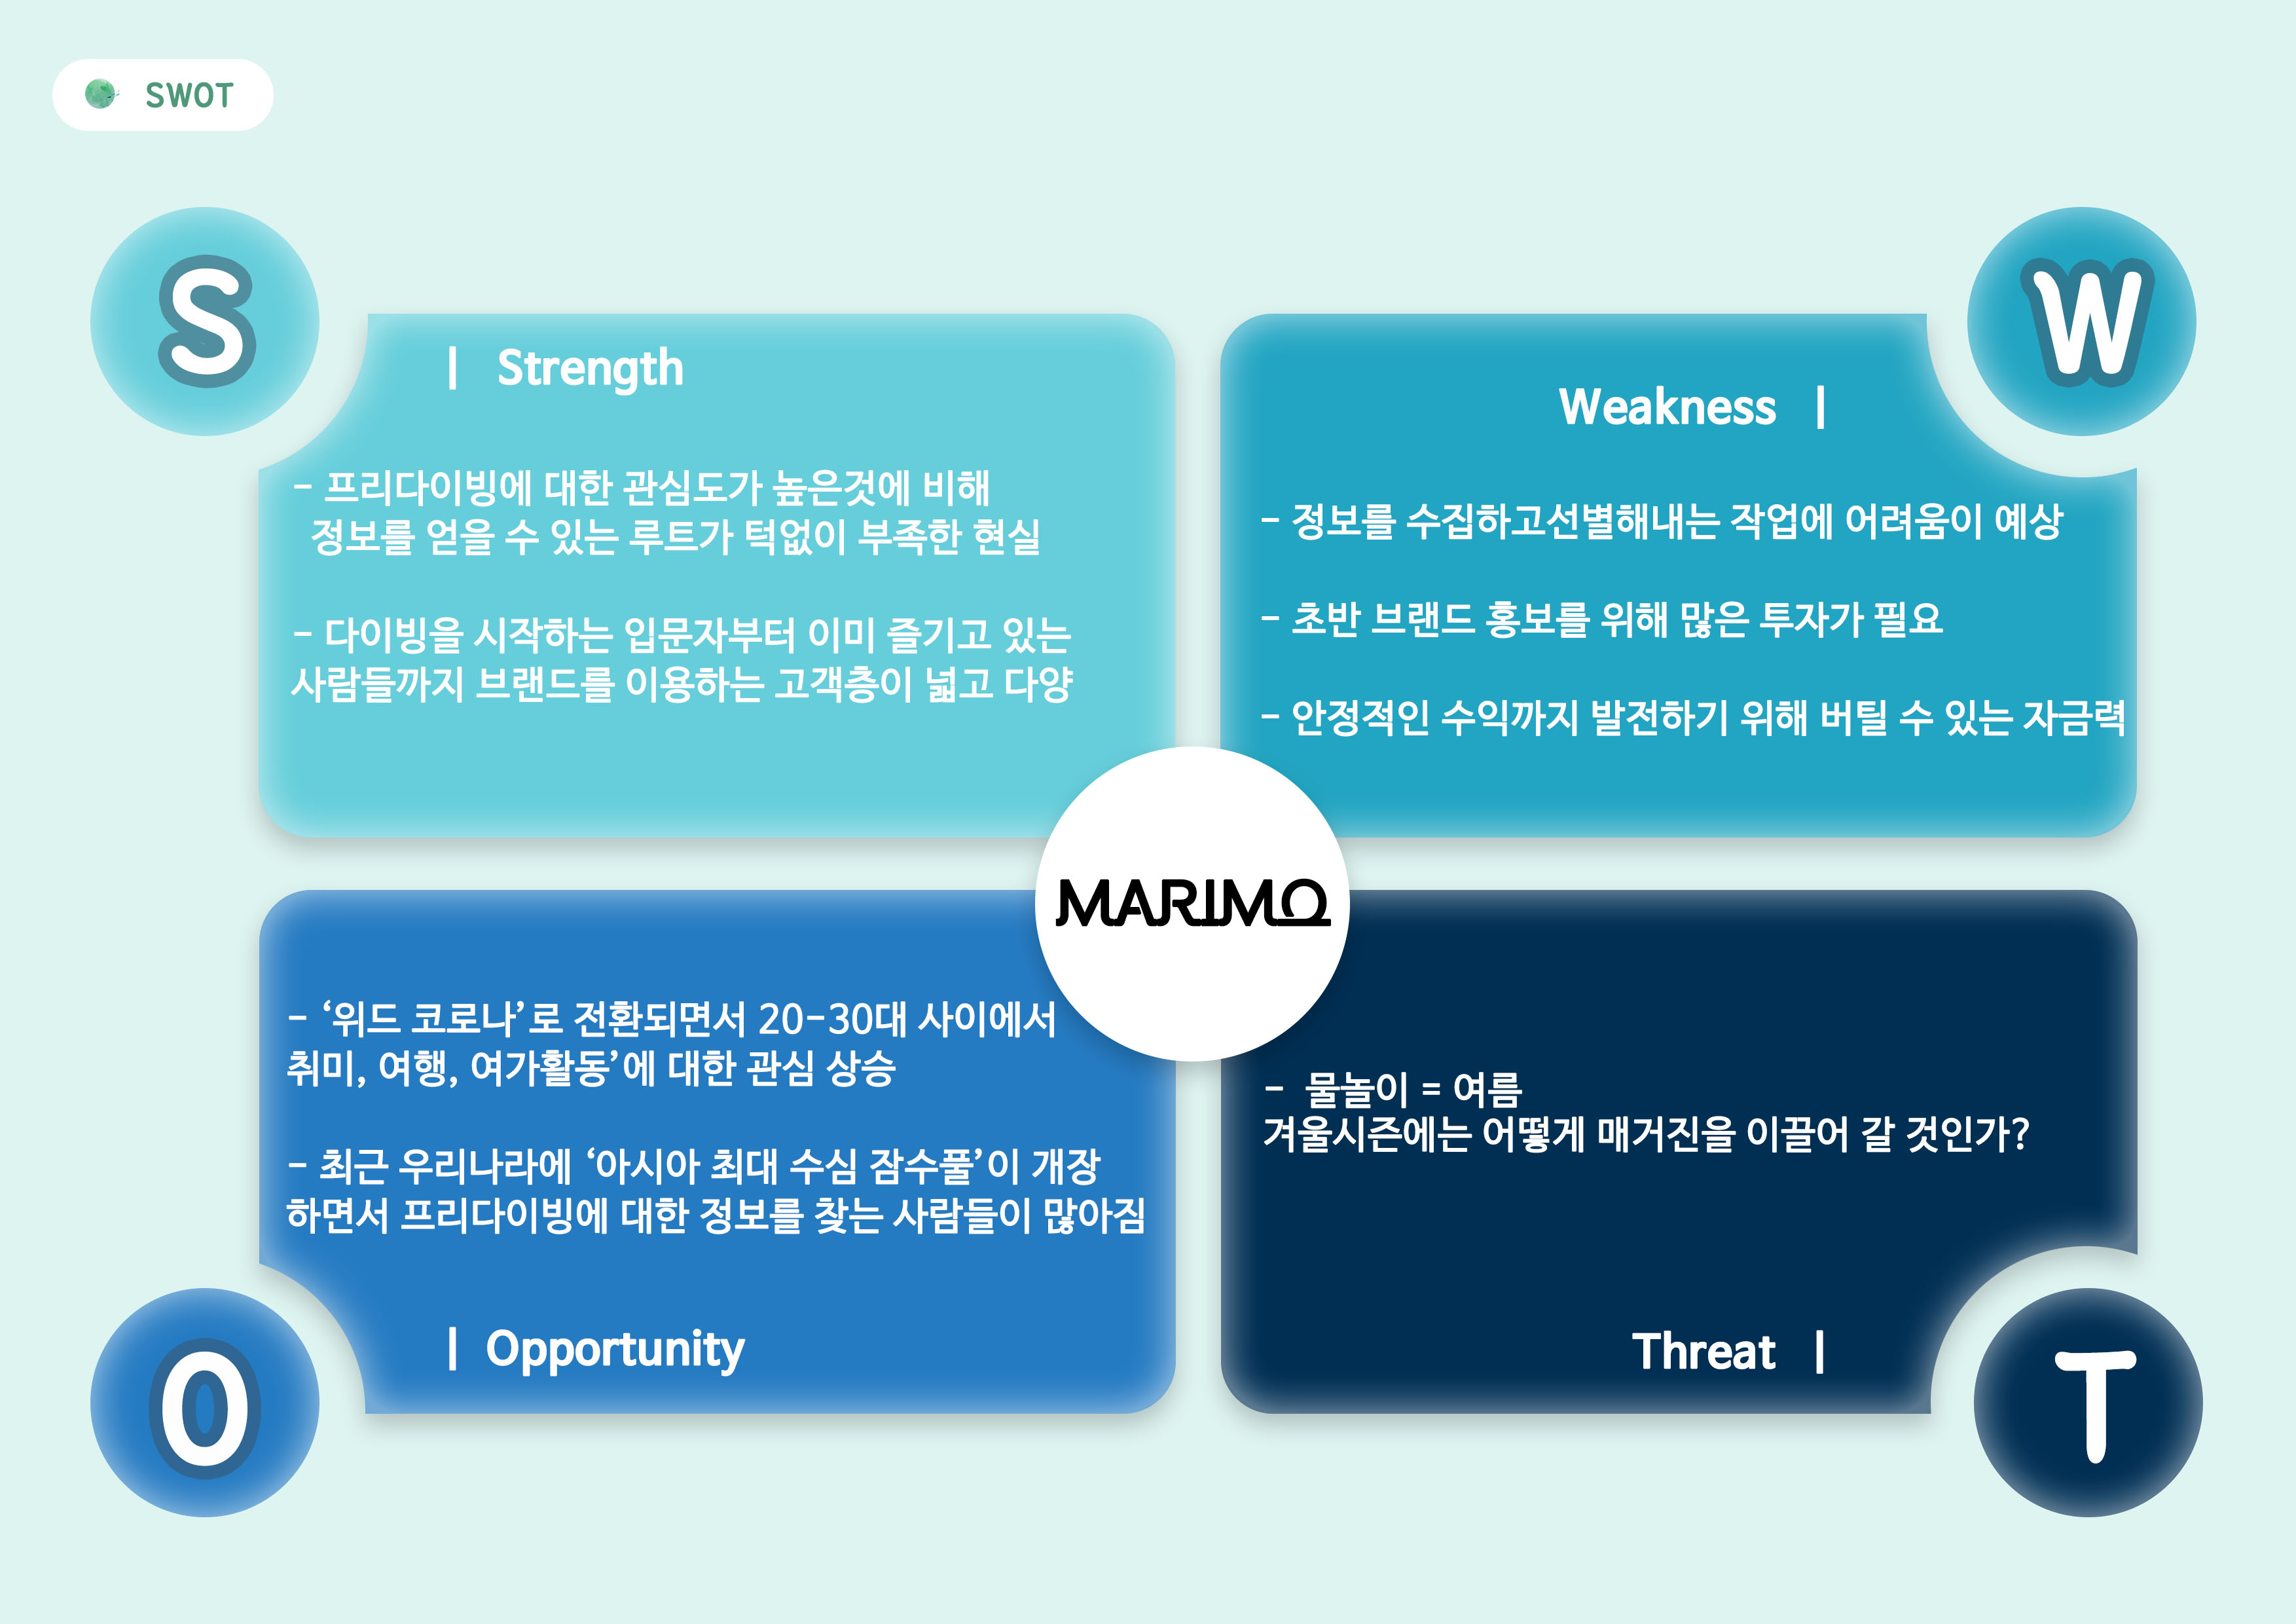 SWOT
S
| Strength
- 프리다이빙에 대한 관심도가 높은것에 비해
정보를 얻을 수 있는 루트가 턱없이 부족한 현실
- 다이빙을 시작하는 입문자부터 이미 즐기고 있는
사람들까지 브랜드를 이용하는 고객층이 넓고 다양
W
Weakness |
- 정보를 수집하고선별해내는 작업에 어려움이 예상
- 초반 브랜드 홍보를 위해 많은 투자가 필요
- 안정적인 수익까지 발전하기 위해 버틸 수 있는 자금력
MARIMO
- ‘위드 코로나’로 전환되면서 20-30대 사이에서
취미, 여행, 여가활동’에 대한 관심 상승
- 최근 우리나라에 ‘아시아 최대 수심 잠수풀’이 개장
하면서 프리다이빙에 대한 정보를 찾는 사람들이 많아짐
| Opportunity
O
- 물놀이 = 여름
겨울시즌에는 어떻게 매거진을 이끌어 갈 것인가?
Threat |
T